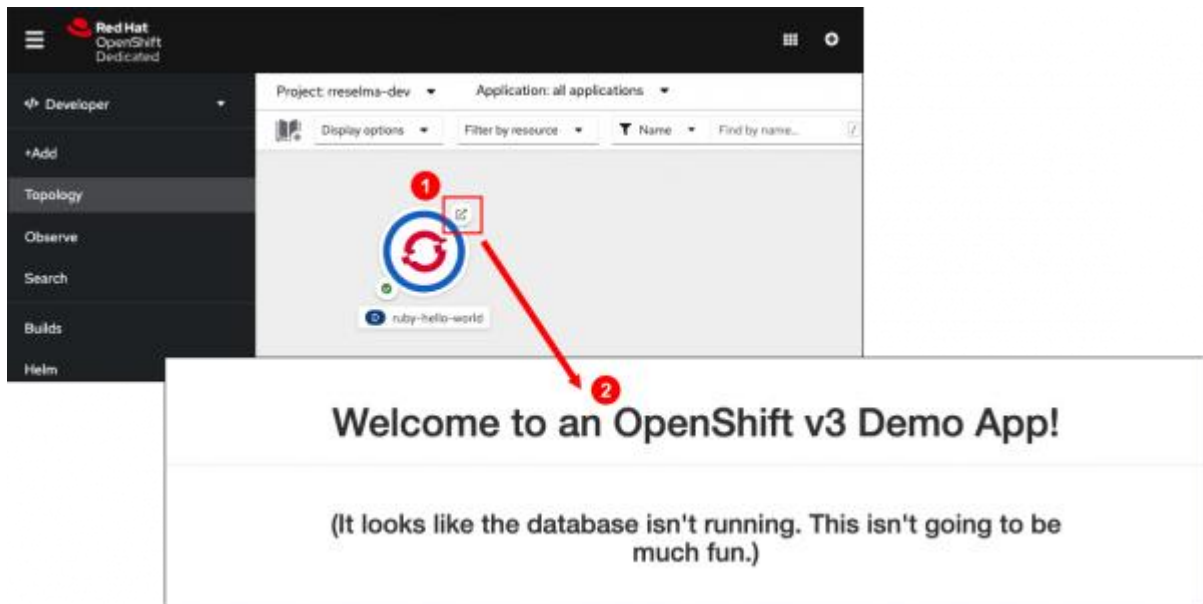 Red Hat
OpenShift
Dedicated
</> Developer
Project: rreselma-dev
Application: all applications
Display options
Filter by resource
Name
Find by name...
/
+Add
Topology
Observe
Search
Builds
Helm
1
D ruby-hello-world
2
Welcome to an OpenShift v3 Demo App!
(It looks like the database isn't running. This isn't going to be
much fun.)